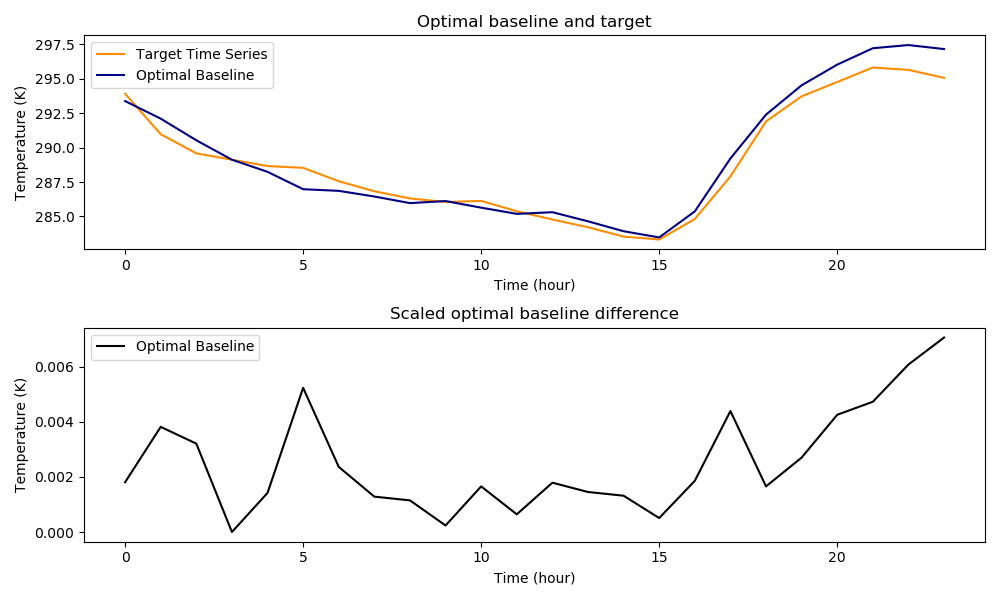 Optimal baseline and target
Target Time Series
Optimal Baseline
Temperature (K)
297.5
295.0
292.5
290.0
287.5
285.0
0 5 10 15 20
Time (hour)
Scaled optimal baseline difference
Optimal Baseline
Temperature (K)
0.006
0.004
0.002
0.000
0 5 10 15 20
Time (hour)